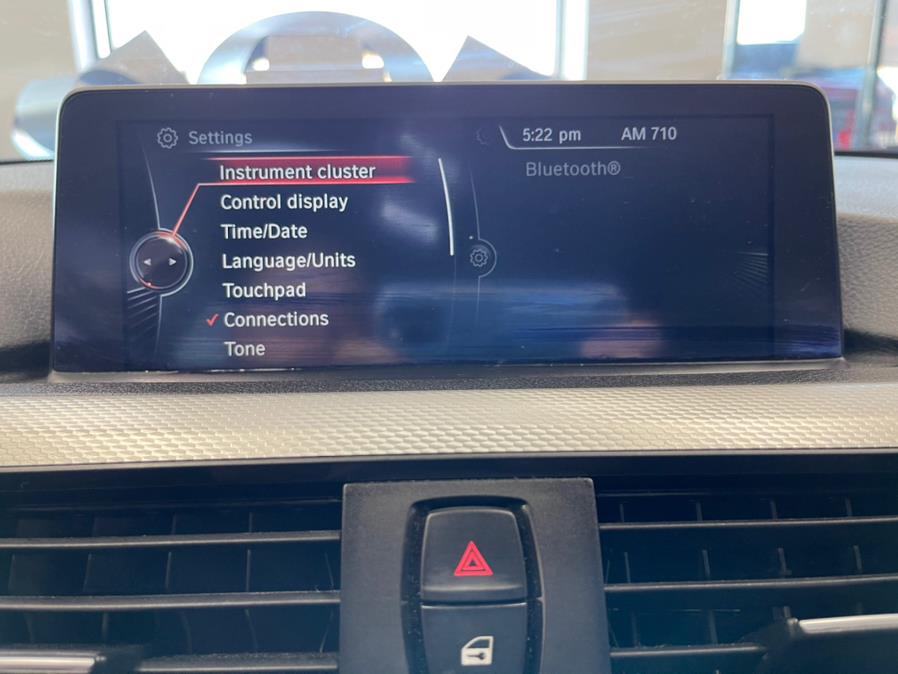 Settings
5:22 pm AM 710
Instrument cluster
Bluetooth®
Control display
Time/Date
Language/Units
Touchpad
Connections
Tone